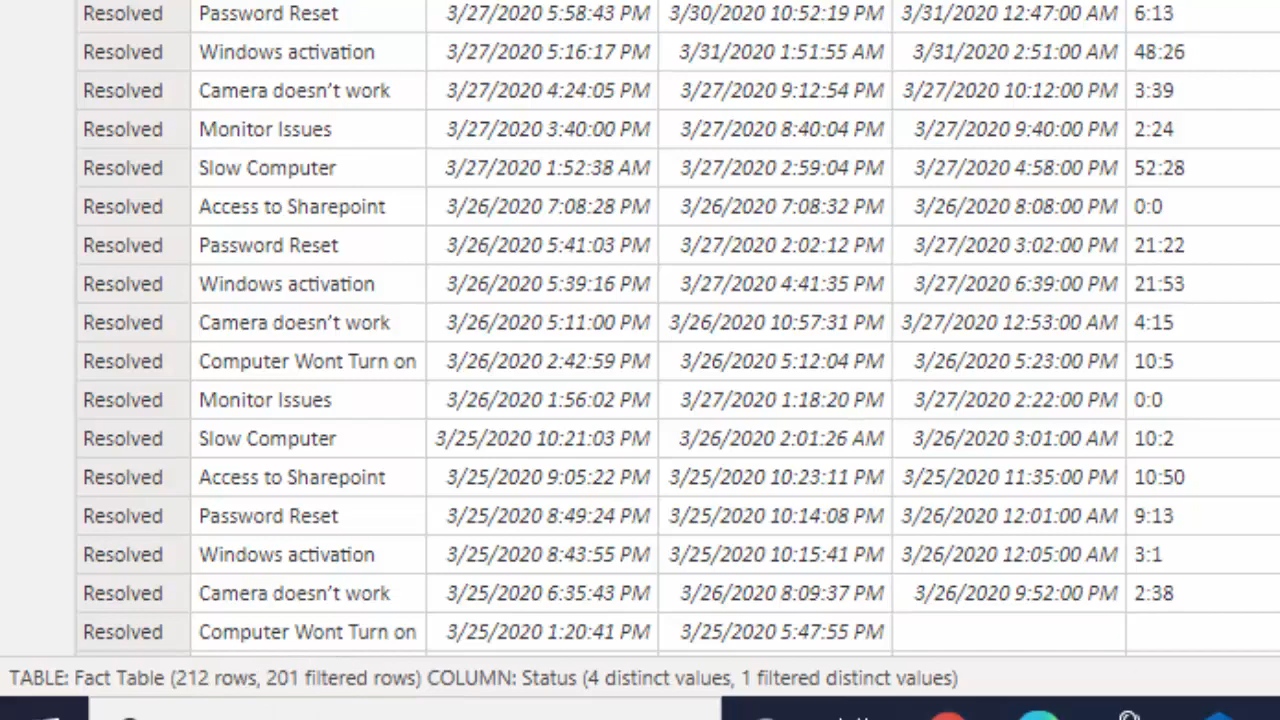 Resolved Password Reset 3/27/2020 5:58:43 PM 3/30/2020 10:52:19 PM 3/31/2020 12:47:00 AM 6:13
Resolved Windows activation 3/27/2020 5:16:17 PM 3/31/2020 1:51:55 AM 3/31/2020 2:51:00 AM 48:26
Resolved Camera doesn’t work 3/27/2020 4:24:05 PM 3/27/2020 9:12:54 PM 3/27/2020 10:12:00 PM 3:39
Resolved Monitor Issues 3/27/2020 3:40:00 PM 3/27/2020 8:40:04 PM 3/27/2020 9:40:00 PM 2:24
Resolved Slow Computer 3/27/2020 1:52:38 AM 3/27/2020 2:59:04 PM 3/27/2020 4:58:00 PM 52:28
Resolved Access to Sharepoint 3/26/2020 7:08:28 PM 3/26/2020 7:08:32 PM 3/26/2020 8:08:00 PM 0:0
Resolved Password Reset 3/26/2020 5:41:03 PM 3/27/2020 2:02:12 PM 3/27/2020 3:02:00 PM 21:22
Resolved Windows activation 3/26/2020 5:39:16 PM 3/27/2020 4:41:35 PM 3/27/2020 6:39:00 PM 21:53
Resolved Camera doesn’t work 3/26/2020 5:11:00 PM 3/26/2020 10:57:31 PM 3/27/2020 12:53:00 AM 4:15
Resolved Computer Wont Turn on 3/26/2020 2:42:59 PM 3/26/2020 5:12:04 PM 3/26/2020 5:23:00 PM 10:5
Resolved Monitor Issues 3/26/2020 1:56:02 PM 3/27/2020 1:18:20 PM 3/27/2020 2:22:00 PM 0:0
Resolved Slow Computer 3/25/2020 10:21:03 PM 3/26/2020 2:01:26 AM 3/26/2020 3:01:00 AM 10:2
Resolved Access to Sharepoint 3/25/2020 9:05:22 PM 3/25/2020 10:23:11 PM 3/25/2020 11:35:00 PM 10:50
Resolved Password Reset 3/25/2020 8:49:24 PM 3/25/2020 10:14:08 PM 3/26/2020 12:01:00 AM 9:13
Resolved Windows activation 3/25/2020 8:43:55 PM 3/25/2020 10:15:41 PM 3/26/2020 12:05:00 AM 3:1
Resolved Camera doesn’t work 3/25/2020 6:35:43 PM 3/26/2020 8:09:37 PM 3/26/2020 9:52:00 PM 2:38
Resolved Computer Wont Turn on 3/25/2020 1:20:41 PM 3/25/2020 5:47:55 PM
TABLE: Fact Table (212 rows, 201 filtered rows) COLUMN: Status (4 distinct values, 1 filtered distinct values)